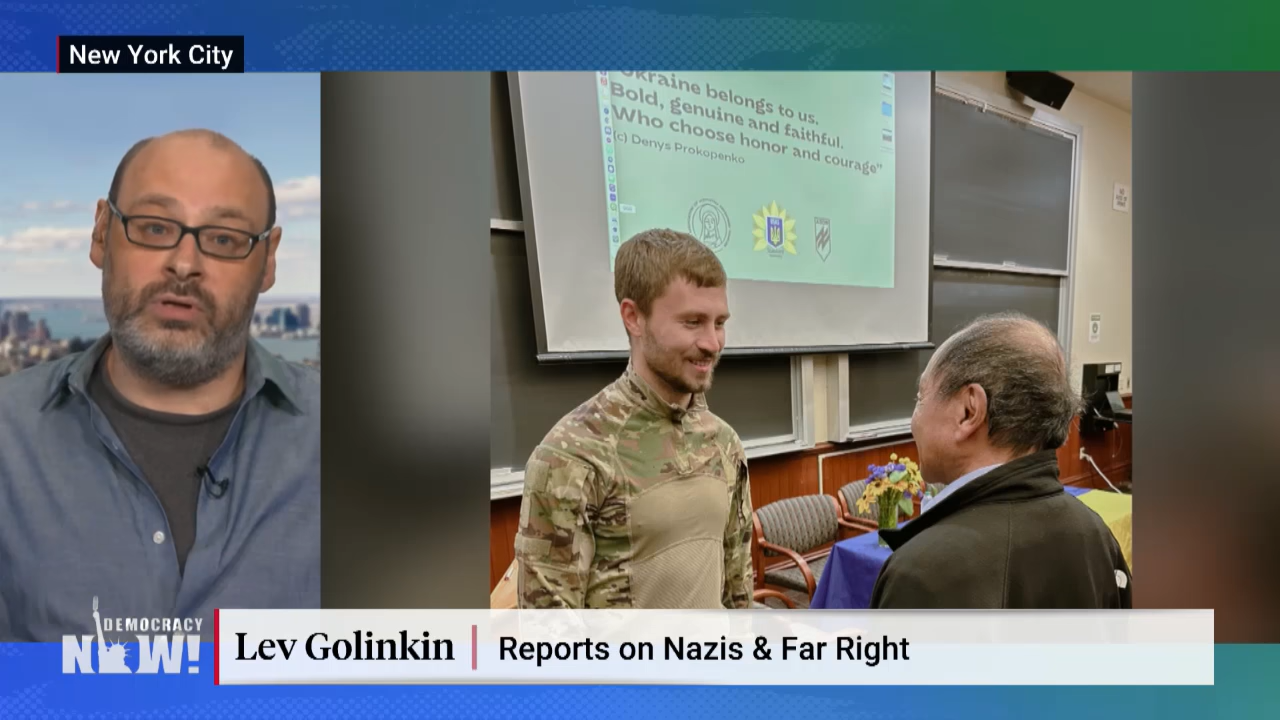 New York City
Ukraine belongs to us.
Bold, genuine and faithful.
Who choose honor and courage"
(c) Denys Prokopenko
DEMOCRACY
NOW!
Lev Golinkin
Reports on Nazis & Far Right